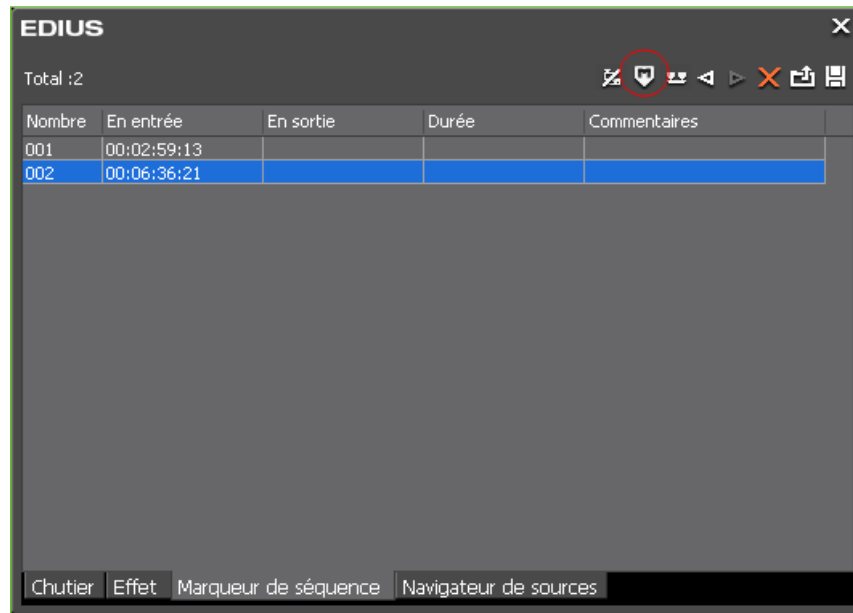 EDIUS
Total :2
Nombre En entrée En sortie Durée Commentaires
001 00:02:59:13
002 00:06:36:21
Chutier Effet Marqueur de séquence Navigateur de sources